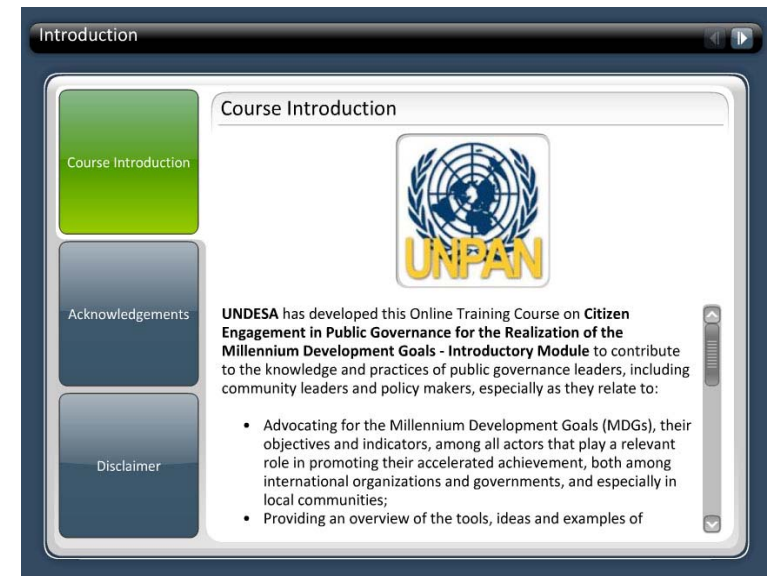 Introduction
Course Introduction
Acknowledgements
Disclaimer
Course Introduction
UNPAN
UNDESA has developed this Online Training Course on Citizen
Engagement in Public Governance for the Realization of the
Millennium Development Goals - Introductory Module to contribute
to the knowledge and practices of public governance leaders, including
community leaders and policy makers, especially as they relate to:
• Advocating for the Millennium Development Goals (MDGs), their
objectives and indicators, among all actors that play a relevant
role in promoting their accelerated achievement, both among
international organizations and governments, and especially in
local communities;
• Providing an overview of the tools, ideas and examples of